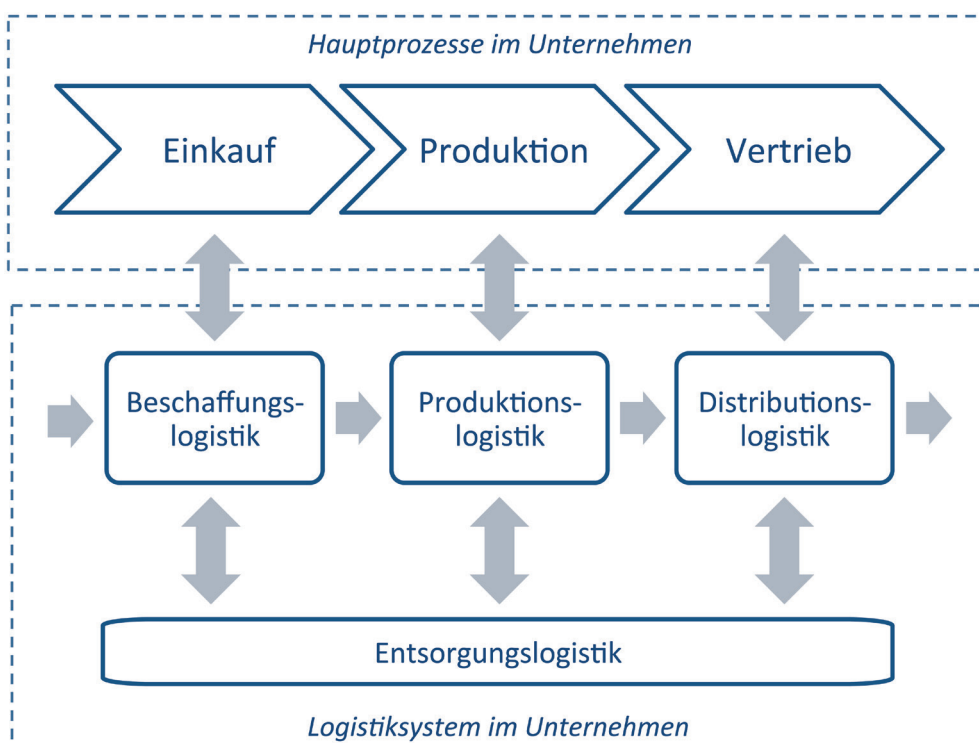 Hauptprozesse im Unternehmen
Einkauf
Produktion
Vertrieb
Beschaffungs-
logistik
Produktions-
logistik
Distributions-
logistik
Entsorgungslogistik
Logistiksystem im Unternehmen